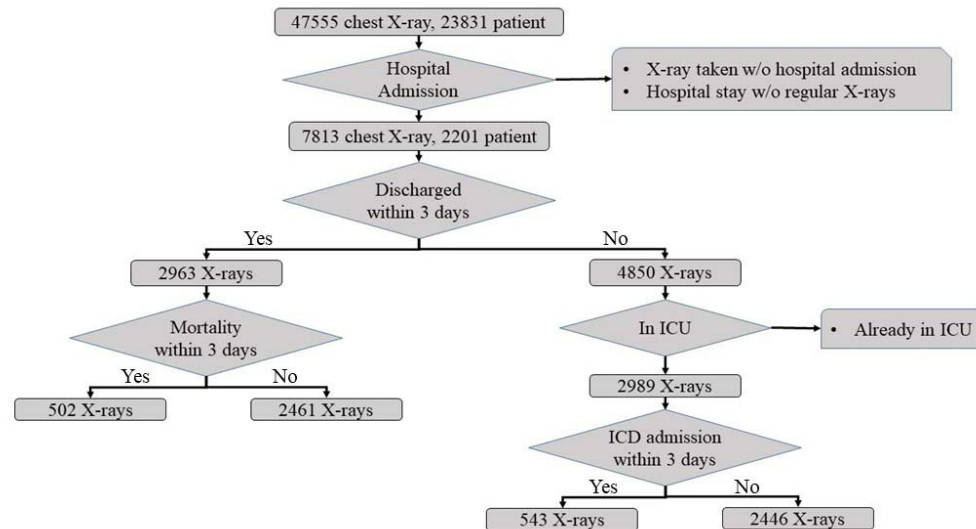 47555 chest X-ray, 23831 patient
Hospital
Admission
• X-ray taken w/o hospital admission
• Hospital stay w/o regular X-rays
7813 chest X-ray, 2201 patient
Discharged
within 3 days
Yes
No
2963 X-rays
4850 X-rays
Mortality
within 3 days
In ICU
• Already in ICU
Yes
No
2989 X-rays
502 X-rays
2461 X-rays
ICD admission
within 3 days
Yes
No
543 X-rays
2446 X-rays